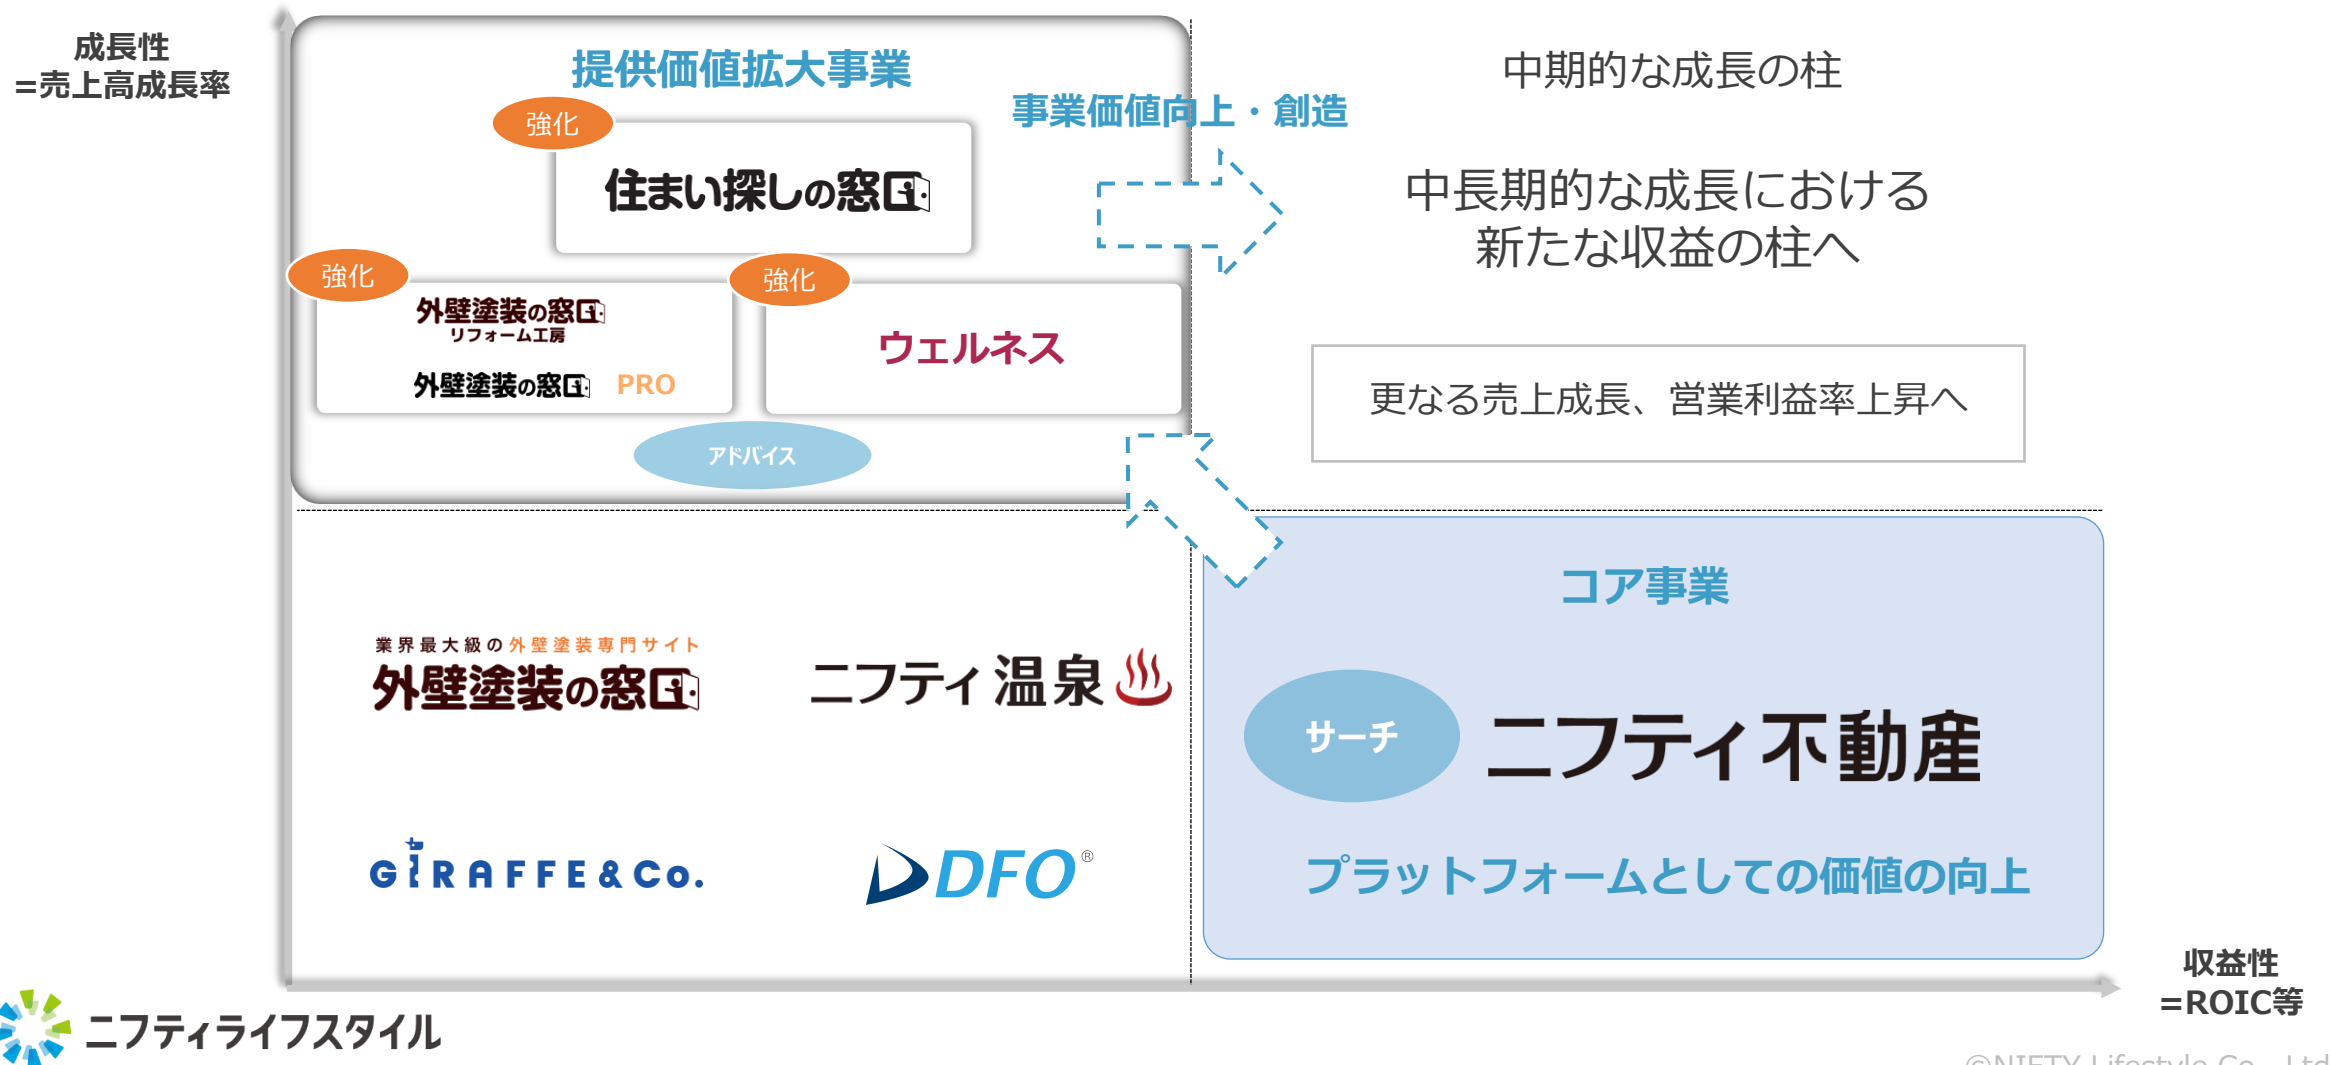 成長性
=売上高成長率
提供価値拡大事業
中期的な成長の柱
事業価値向上・創造
強化
住まい探しの窓口
中長期的な成長における
新たな収益の柱へ
強化
外壁塗装の窓口
リフォーム工房
外壁塗装の窓口 PRO
強化
ウェルネス
更なる売上成長、営業利益率上昇へ
アドバイス
コア事業
業界最大級の外壁塗装専門サイト
外壁塗装の窓口
ニフティ温泉
サーチ
ニフティ不動産
GiRAFFE&Co.
DFO®
プラットフォームとしての価値の向上
収益性
=ROIC等
ニフティライフスタイル
©NIFTY Lifestyle Co., Ltd